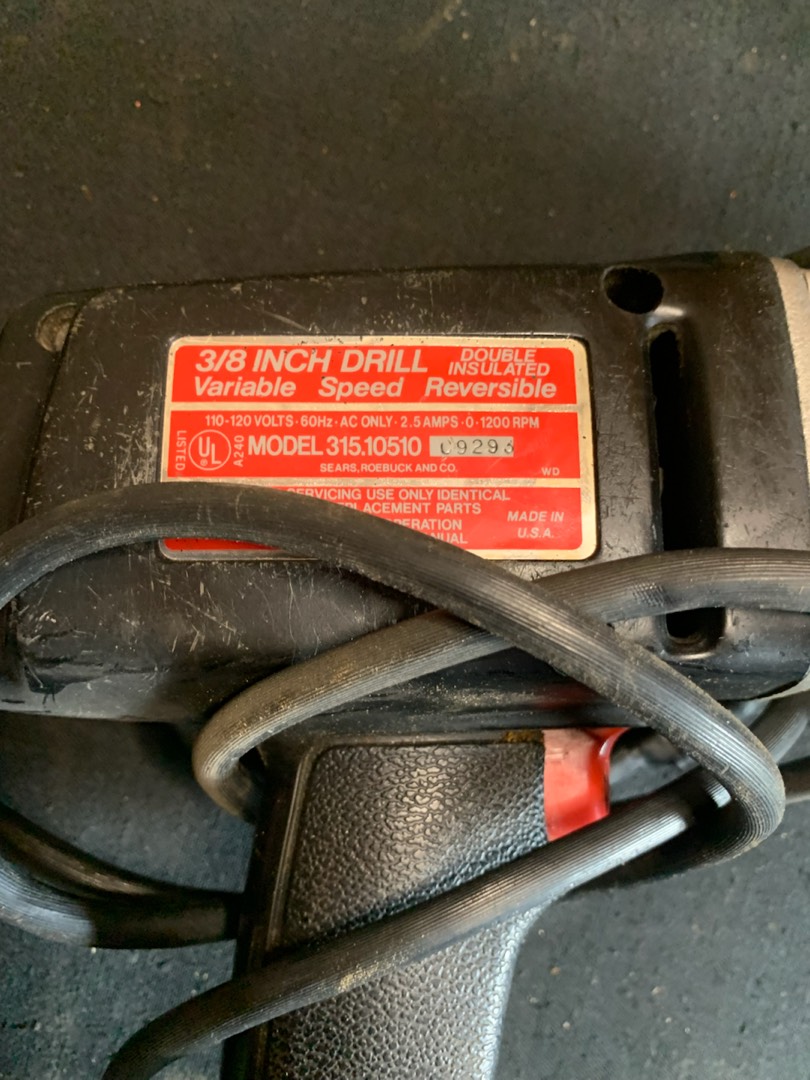 3/8 INCH DRILL DOUBLE INSULATED
Variable Speed Reversible
110-120 VOLTS · 60Hz · AC ONLY · 2.5 AMPS · 0-1200 RPM
LISTED UL A240 MODEL 315.10510
SEARS, ROEBUCK AND CO. WD
SERVICING USE ONLY IDENTICAL
MADE IN
PARTS
U.S.A.